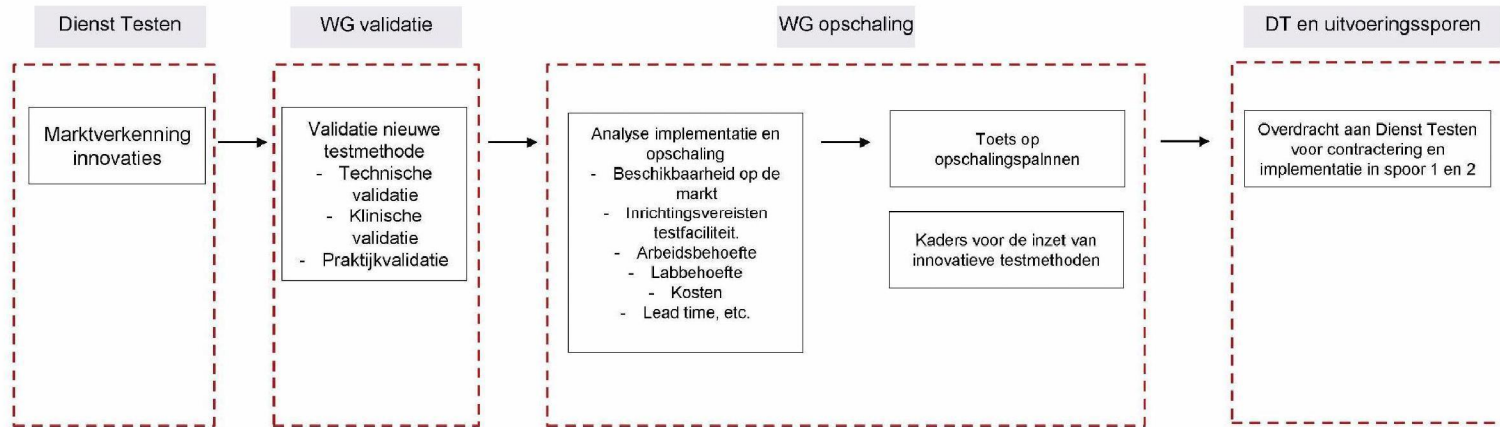 Dienst Testen
WG validatie
WG opschaling
DT en uitvoeringssporen
Marktverkenning
innovaties
Validatie nieuwe
testmethode
- Technische
validatie
- Klinische
validatie
- Praktijkvalidatie
Analyse implementatie en
opschaling
- Beschikbaarheid op de
markt
- Inrichtingsvereisten
testfaciliteit.
- Arbeidsbehoefte
- Labbehoefte
- Kosten
- Lead time, etc.
Toets op
opschalingspalnnen
Kaders voor de inzet van
innovatieve testmethoden
Overdracht aan Dienst Testen
voor contractering en
implementatie in spoor 1 en 2